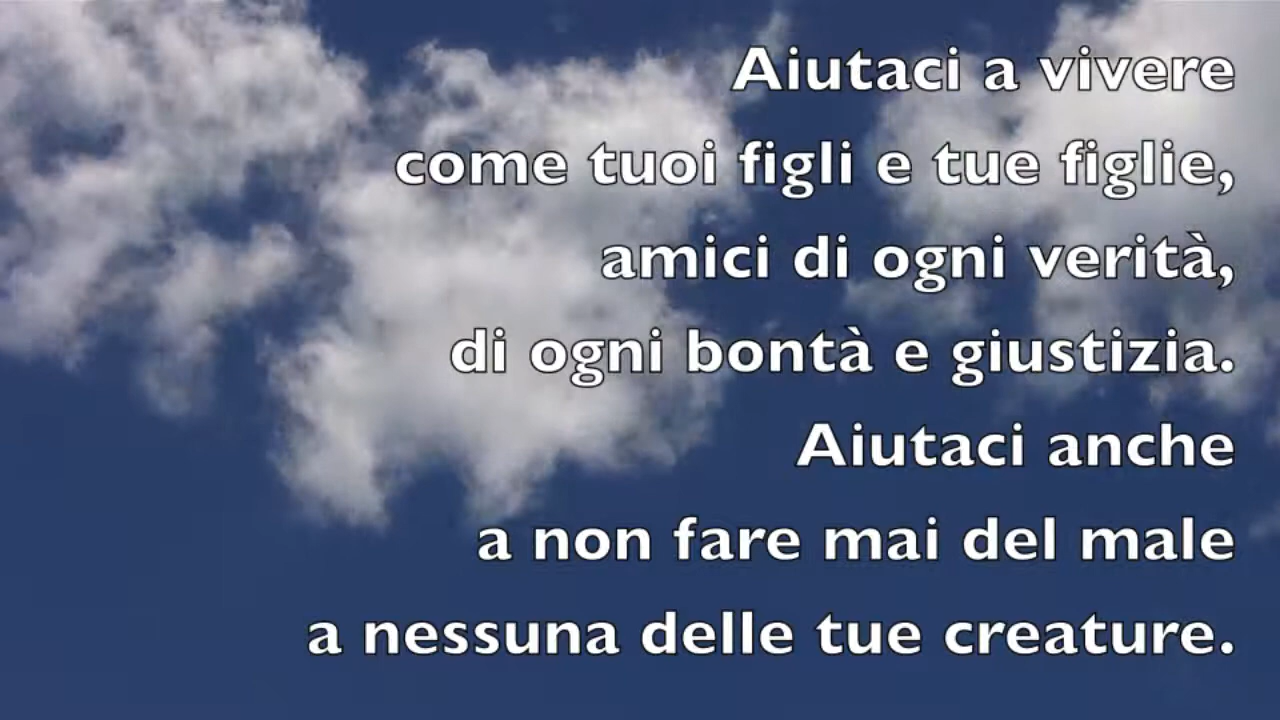 Aiutaci a vivere
come tuoi figli e tue figlie,
amici di ogni verità,
di ogni bontà e giustizia.
Aiutaci anche
a non fare mai del male
a nessuna delle tue creature.